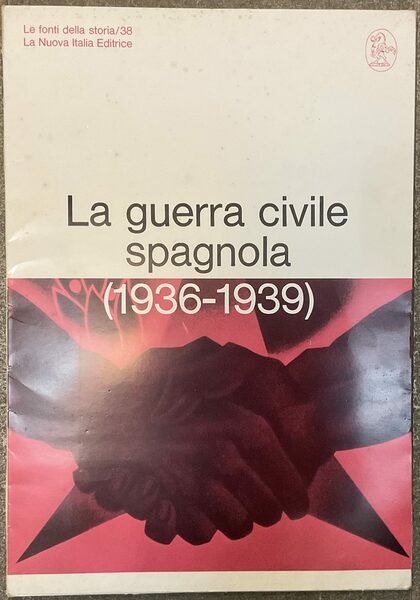 Le fonti della storia/38
La Nuova Italia Editrice
La guerra civile
spagnola
(1936-1939)